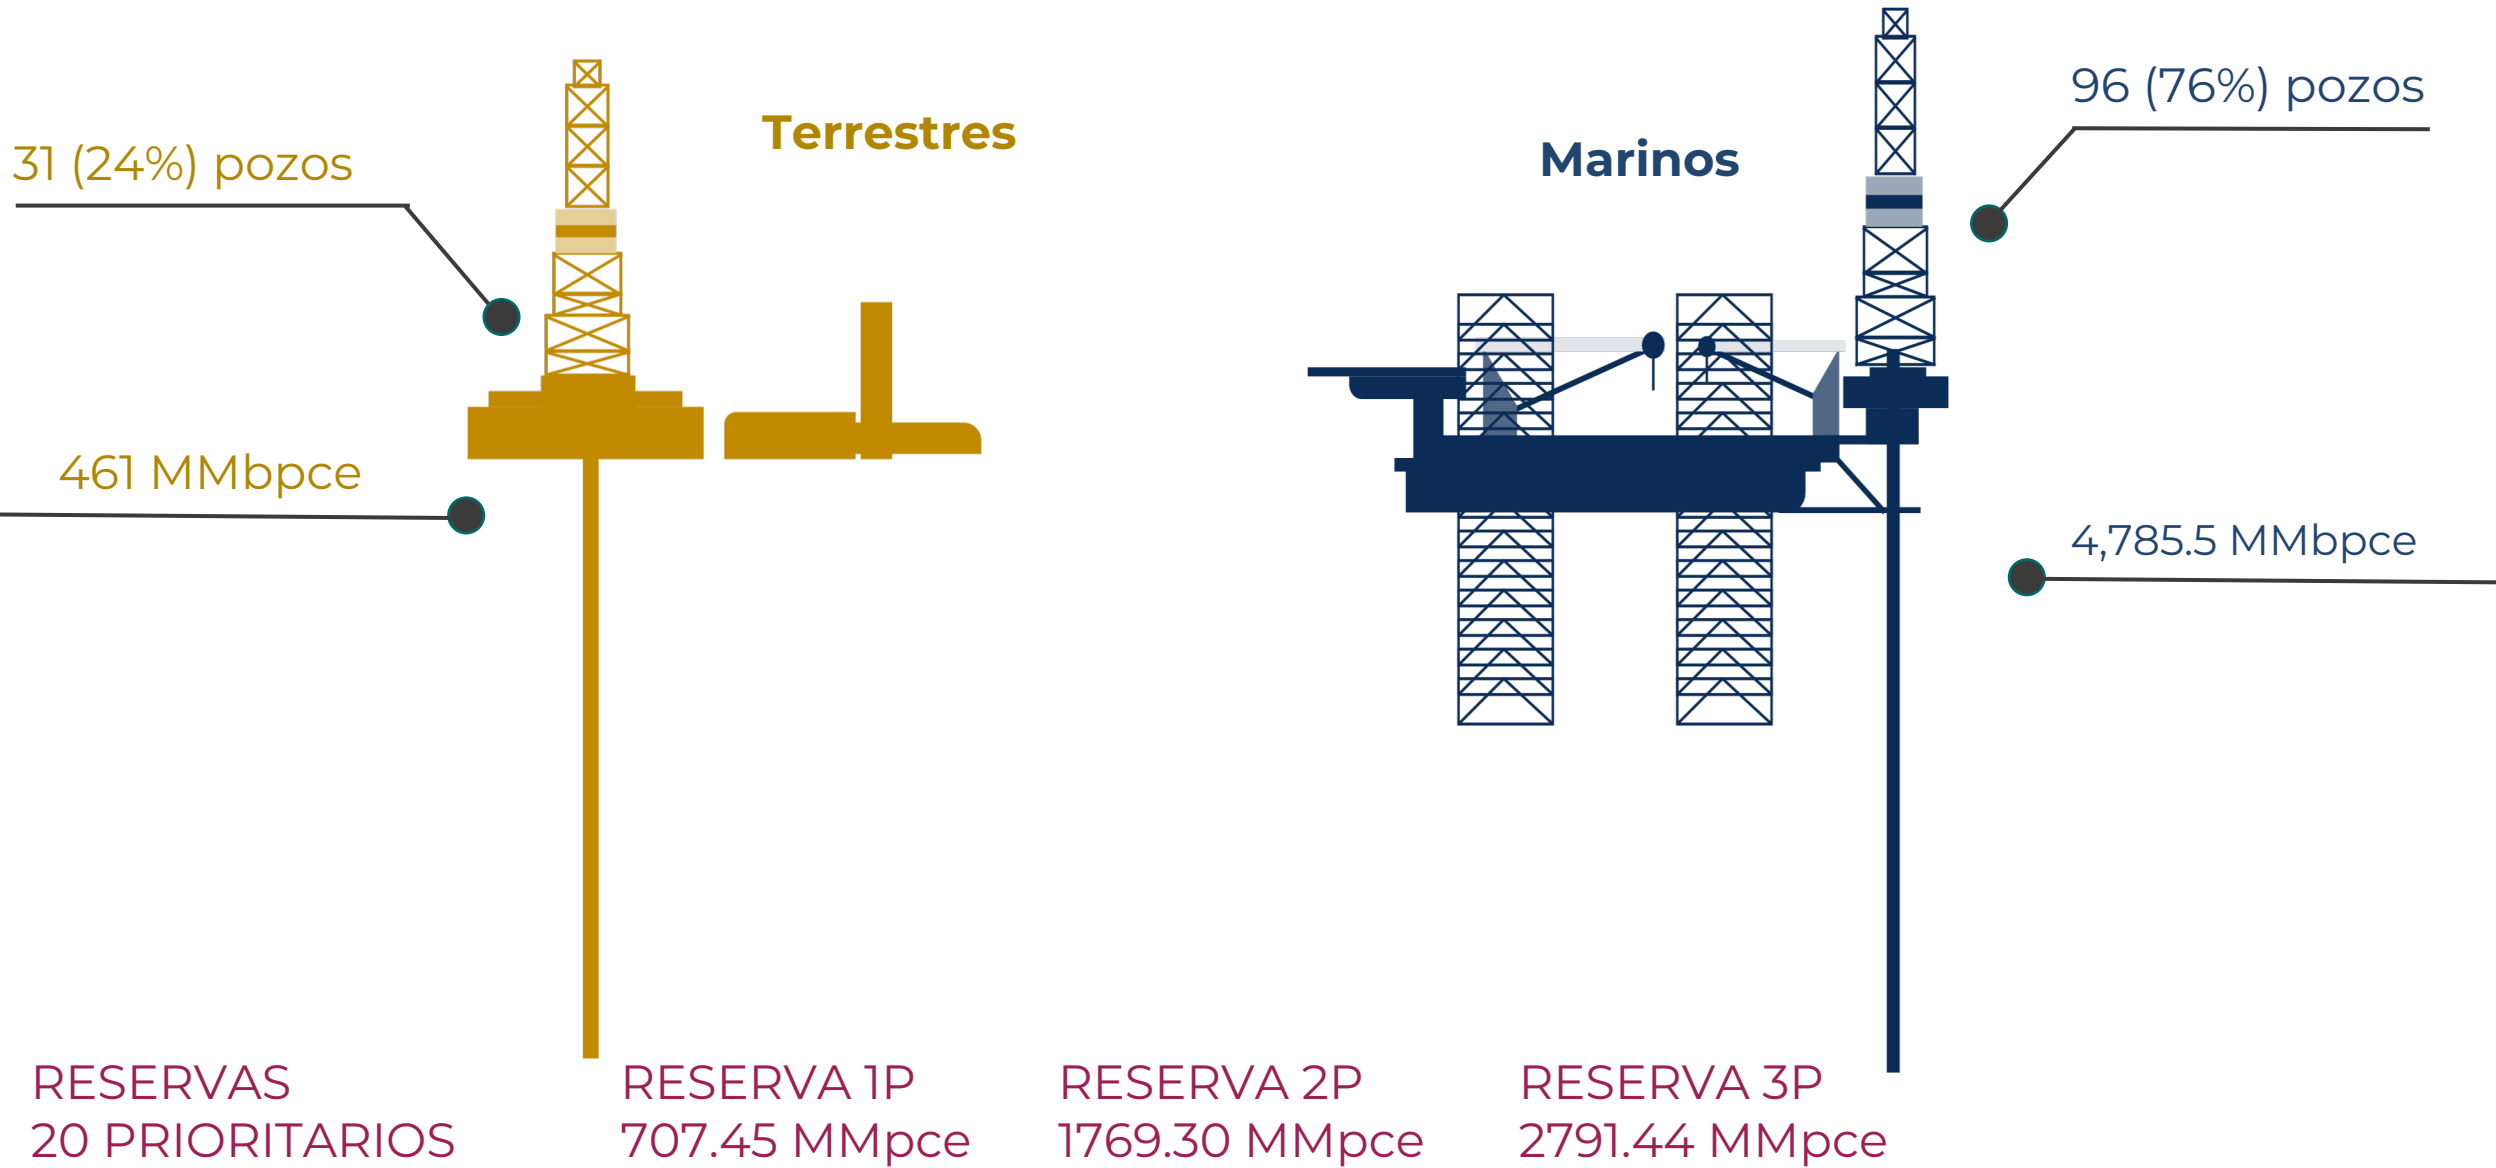 Terrestres
31 (24%) pozos
461 MMbpce
Marinos
96 (76%) pozos
4,785.5 MMbpce
RESERVAS
20 PRIORITARIOS
RESERVA 1P
707.45 MMpce
RESERVA 2P
1769.30 MMpce
RESERVA 3P
2791.44 MMpce